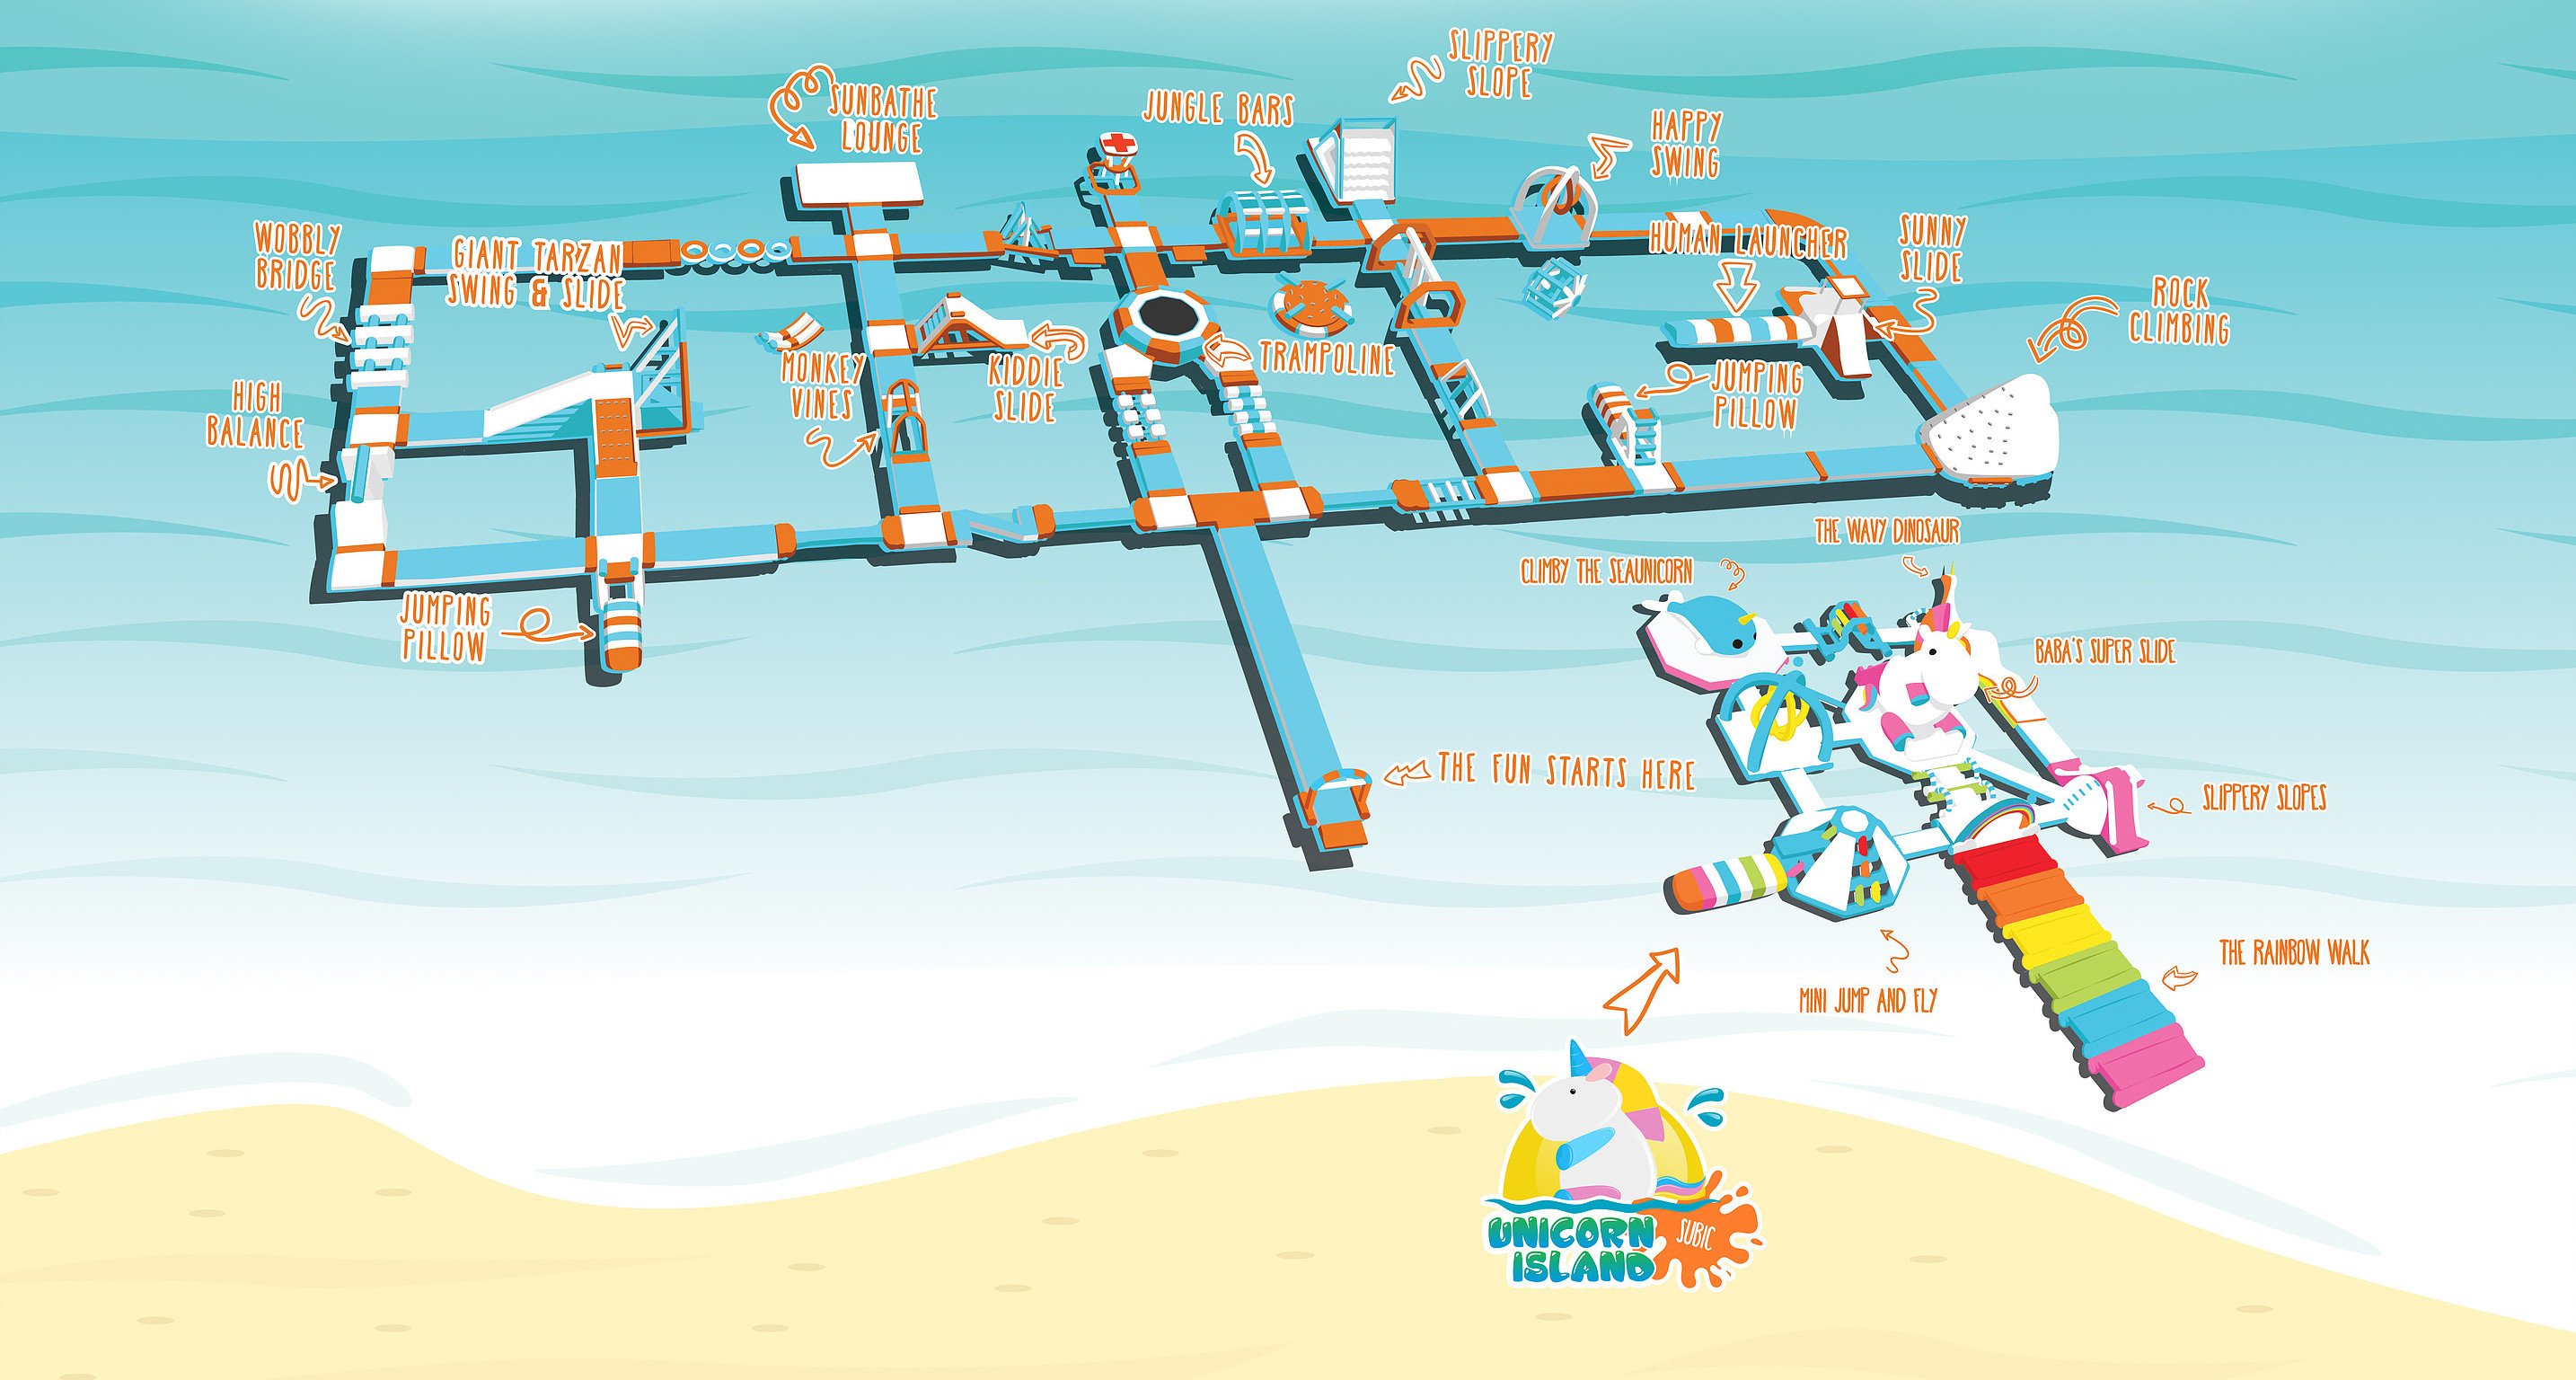 SLIPPERY
SLOPE
SUNBATHE
LOUNGE
JUNGLE BARS
HAPPY
SWING
WOBBLY
BRIDGE
GIANT TARZAN
SWING & SLIDE
HUMAN LAUNCHER
SUNNY
SLIDE
ROCK
CLIMBING
HIGH
BALANCE
MONKEY
VINES
KIDDIE
SLIDE
TRAMPOLINE
JUMPING
PILLOW
JUMPING
PILLOW
THE FUN STARTS HERE
THE WAVY DINOSAUR
CLIMBY THE SEAUNICORN
BABA'S SUPER SLIDE
SLIPPERY SLOPES
THE RAINBOW WALK
MINI JUMP AND FLY
UNICORN
ISLAND
SUBIC